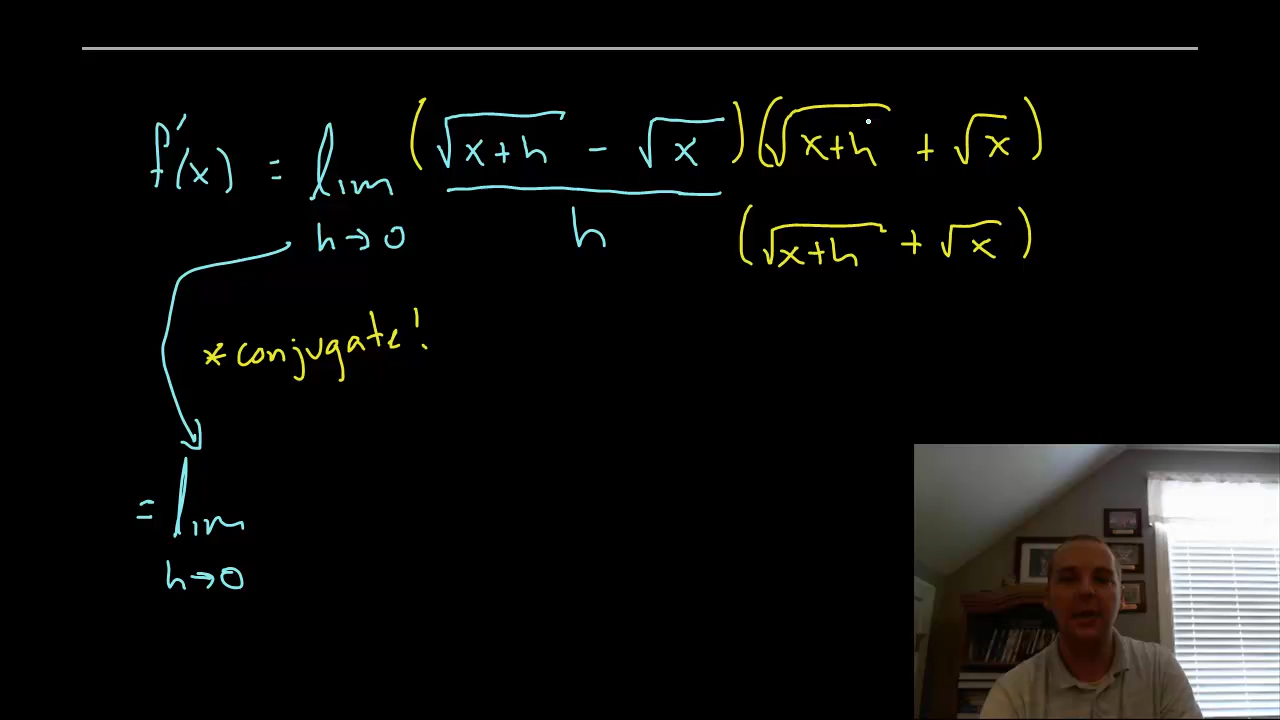 f'(x) = lim h→0 (√(x+h) - √x)(√(x+h) + √x)
h (√(x+h) + √x)
*conjugate!
= lim
h→0